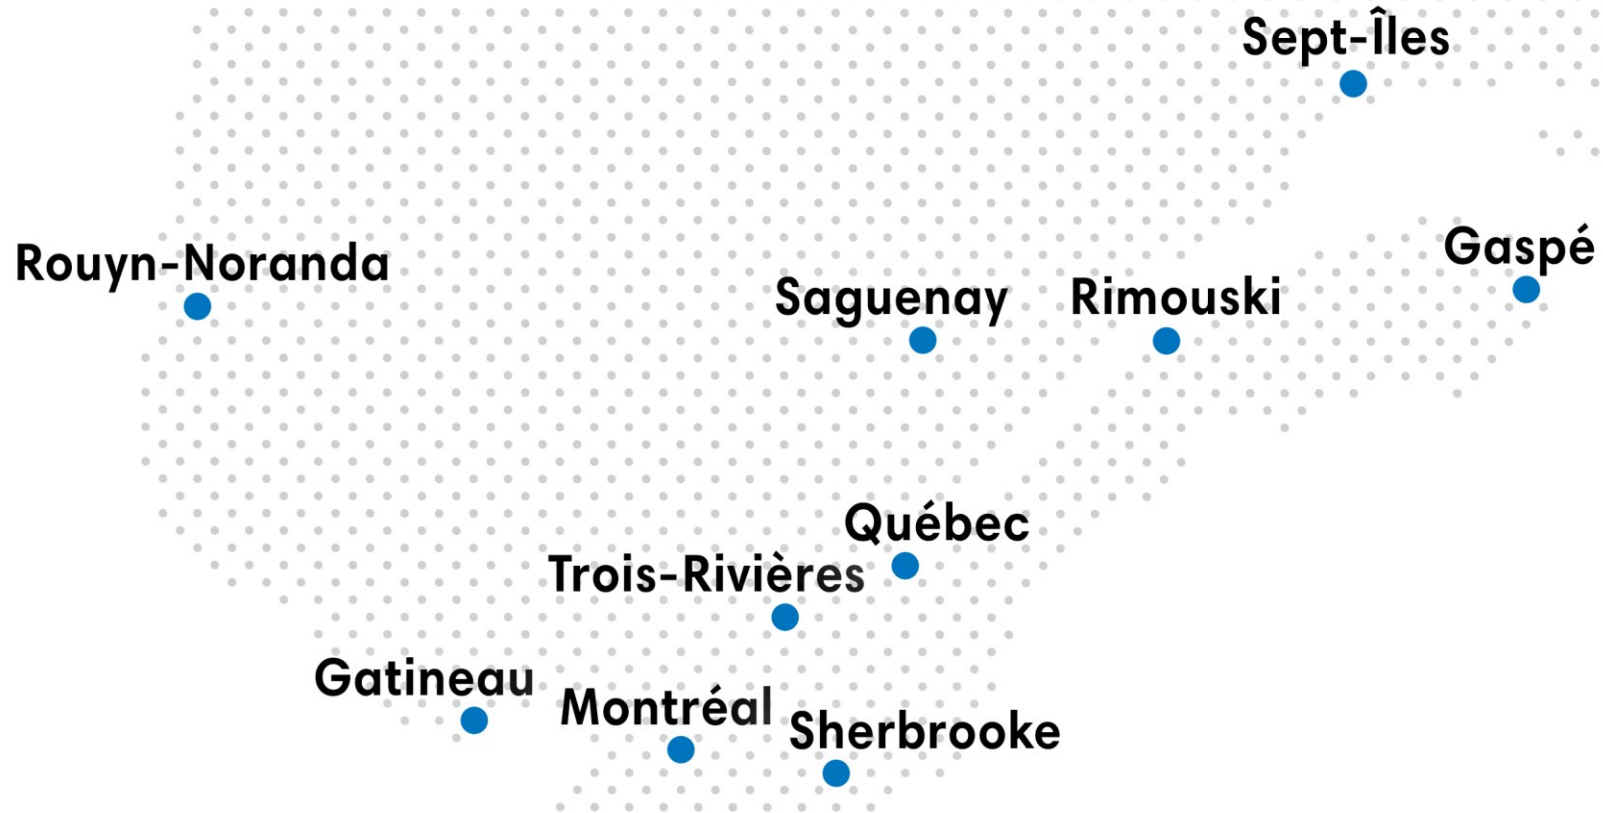 Sept-Îles
Gaspé
Rouyn-Noranda
Saguenay
Rimouski
Québec
Trois-Rivières
Gatineau
Montréal
Sherbrooke